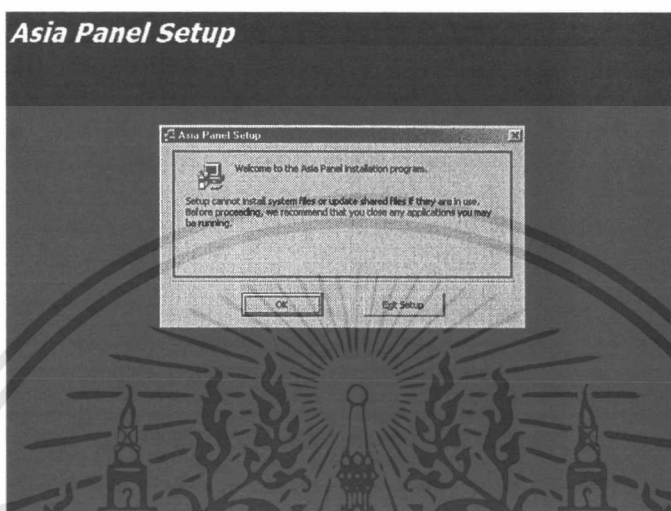 Asia Panel Setup
Asia Panel Setup
Welcome to the Asia Panel installation program.
Setup cannot install system files or update shared files if they are in use.
Before proceeding, we recommend that you close any applications you may
be running.
OK
Exit Setup